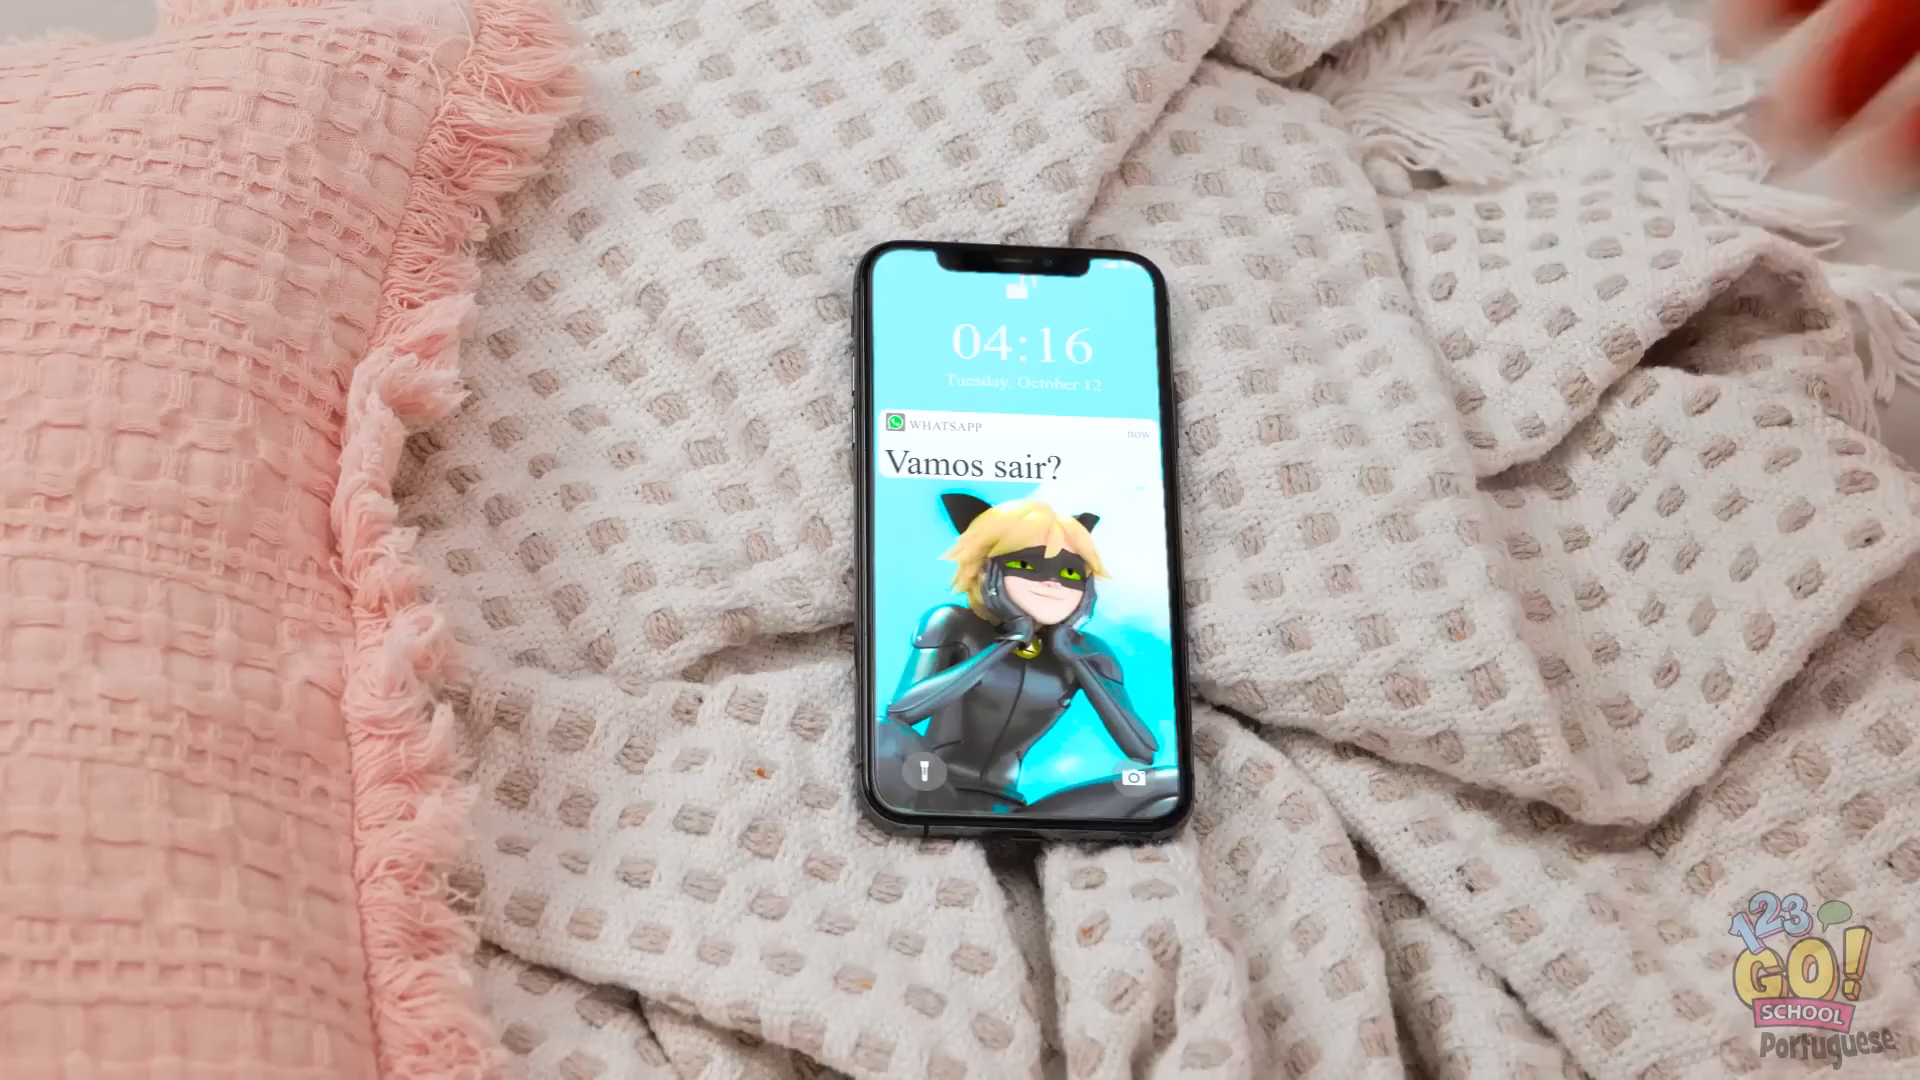 04:16
Tuesday, October 12
WHATSAPP
now
Vamos sair?
123
GO!
SCHOOL
Portuguese